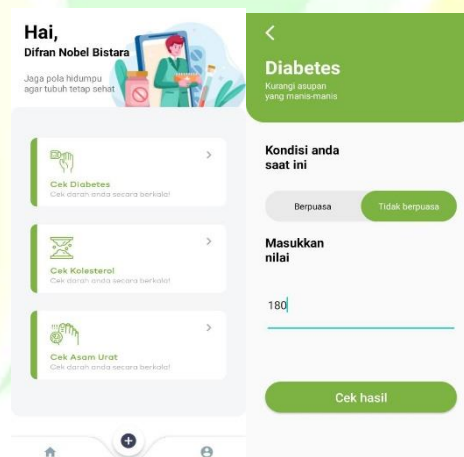 Hai,
Difran Nobel Bistara
Jaga pola hidumpu
agar tubuh tetap sehat
Cek Diabetes
Cek darah anda secara berkala!
Cek Kolesterol
Cek darah anda secara berkala!
Cek Asam Urat
Cek darah anda secara berkala!
Diabetes
Kurangi asupan
yang manis-manis
Kondisi anda
saat ini
Berpuasa Tidak berpuasa
Masukkan
nilai
180
Cek hasil